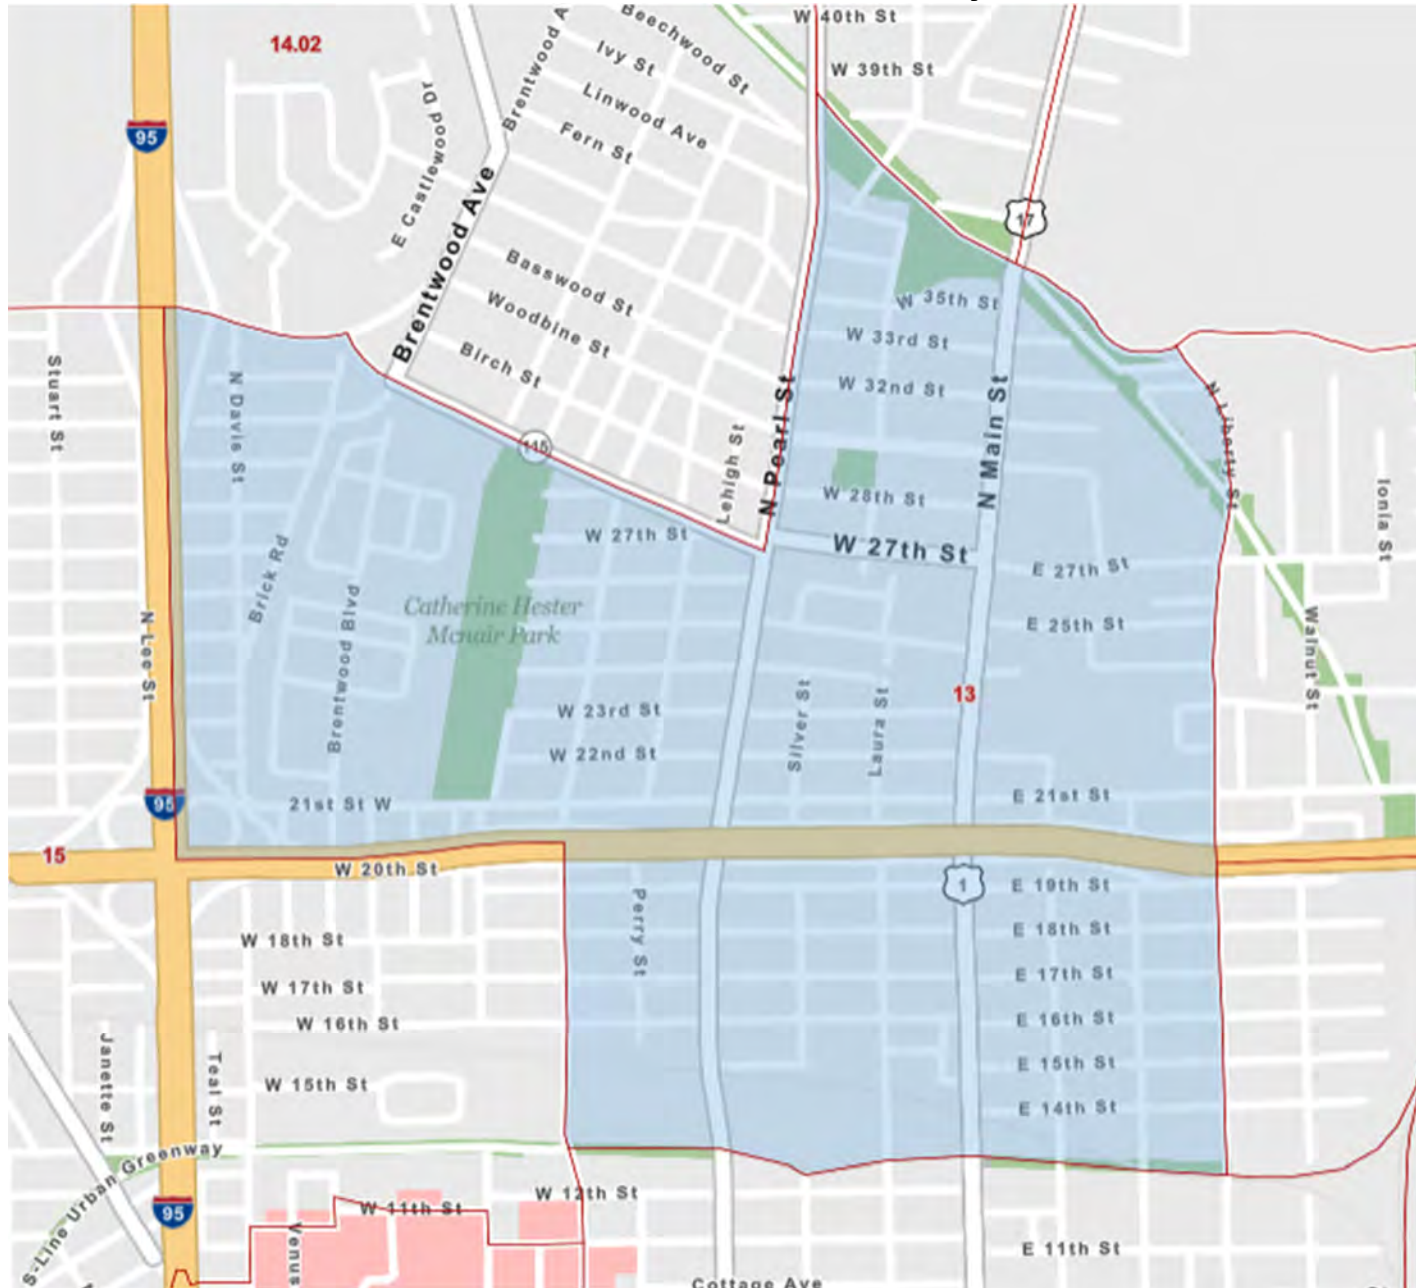 W 40th St
Beechwood St
Brentwood A
14.02
Ivy St
W 39th St
Linwood Ave
95
Fern St
E Castlewood Dr
Brentwood Ave
17
Basswood St
W 35th St
Woodbine St
W 33rd St
Birch St
W 32nd St
Stuart St
N Davis St
N Pearl St
N Main St
N Liberty St
115
Lehigh St
W 28th St
Ionia St
W 27th St
W 27th St
E 27th St
Brick Rd
Catherine Hester
Mcnair Park
E 25th St
Brentwood Blvd
N Lee St
Walnut St
13
W 23rd St
Silver St
Laura St
W 22nd St
95
21st St W
E 21st St
15
W 20th St
1
E 19th St
Perry St
E 18th St
W 18th St
E 17th St
W 17th St
W 16th St
E 16th St
Janette St
Teal St
E 15th St
W 15th St
E 14th St
S-Line Urban Greenway
95
W 12th St
W 11th St
Venus
E 11th St
Cottage Ave